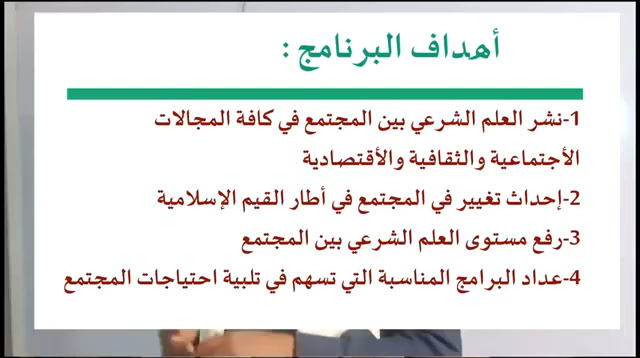 أهداف البرنامج :
1-نشر العلم الشرعي بين المجتمع في كافة المجالات
الأجتماعية والثقافية والأقتصادية
2-إحداث تغيير في المجتمع في أطار القيم الإسلامية
3-رفع مستوى العلم الشرعي بين المجتمع
4-عداد البرامج المناسبة التي تسهم في تلبية احتياجات المجتمع